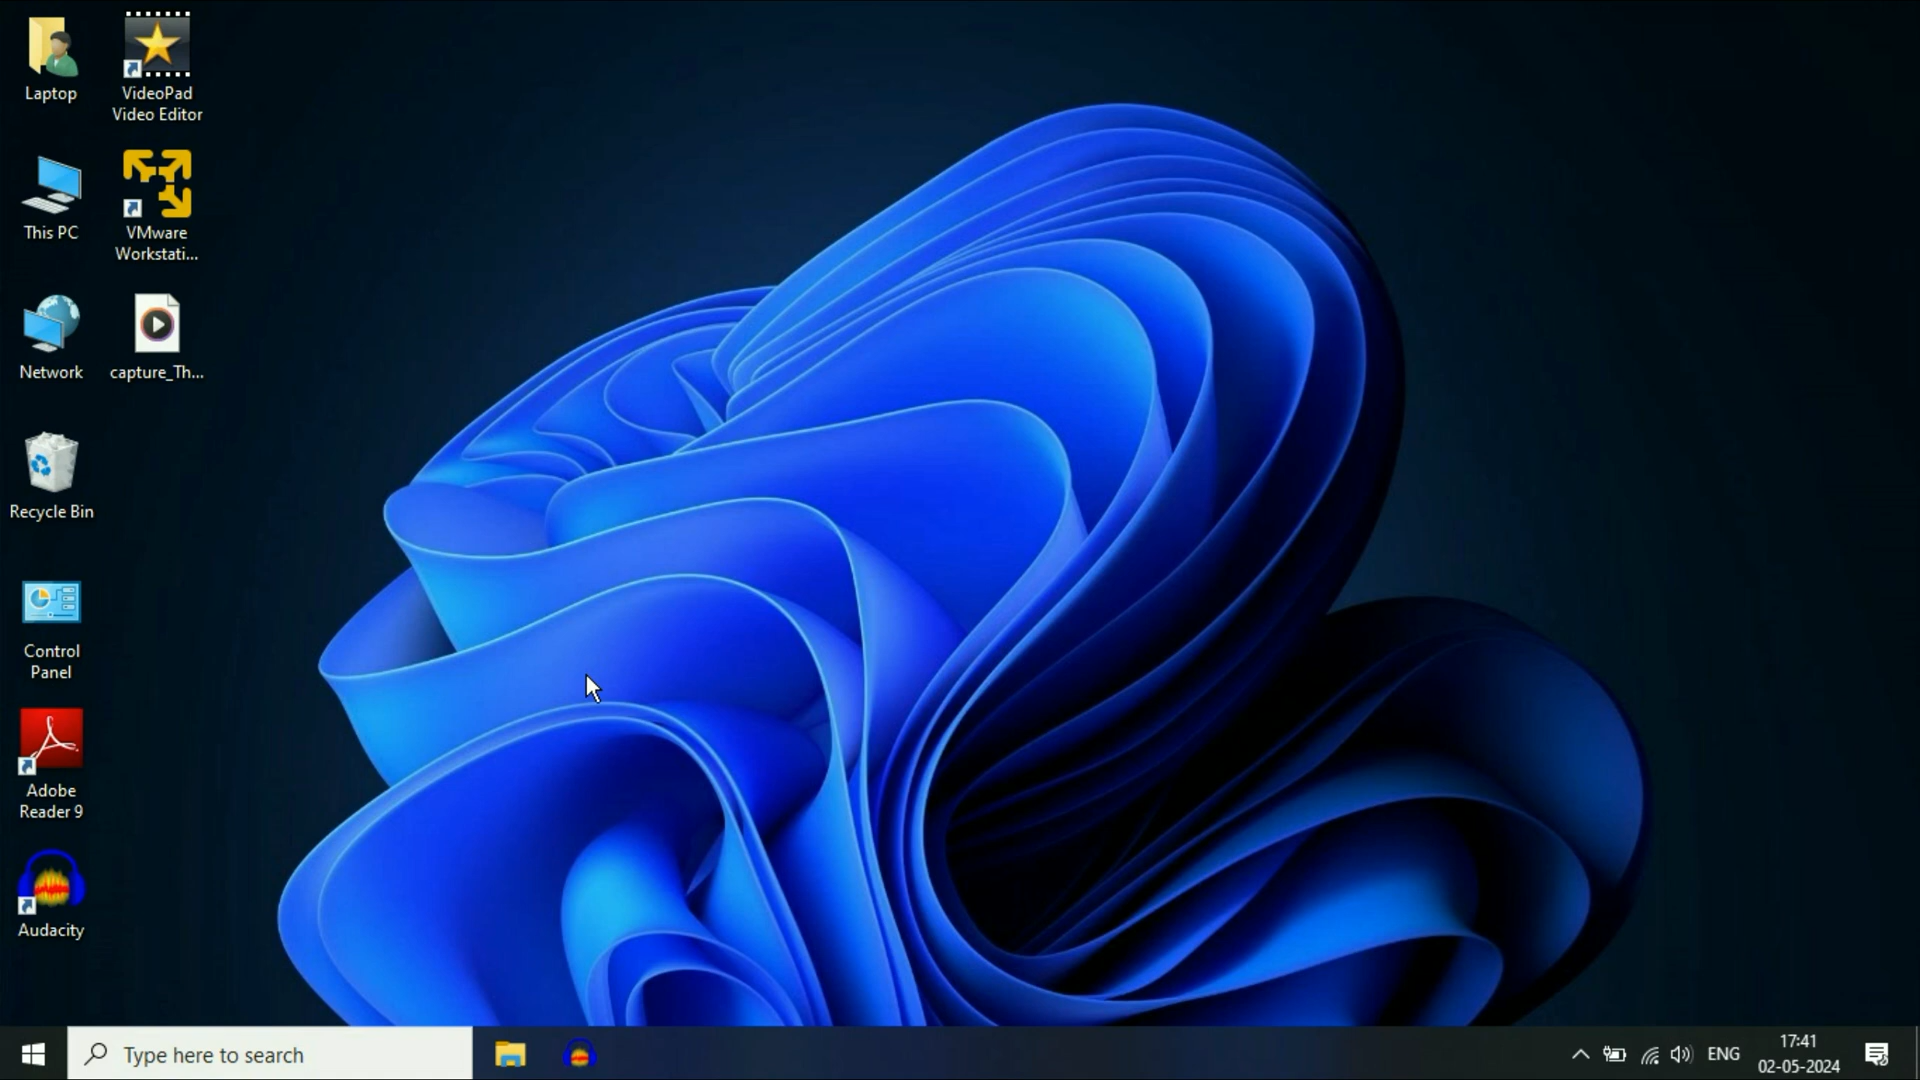 Laptop
VideoPad
Video Editor
This PC
VMware
Workstati...
Network
capture_Th...
Recycle Bin
Control
Panel
Adobe
Reader 9
Audacity
Type here to search
ENG
17:41
02-05-2024